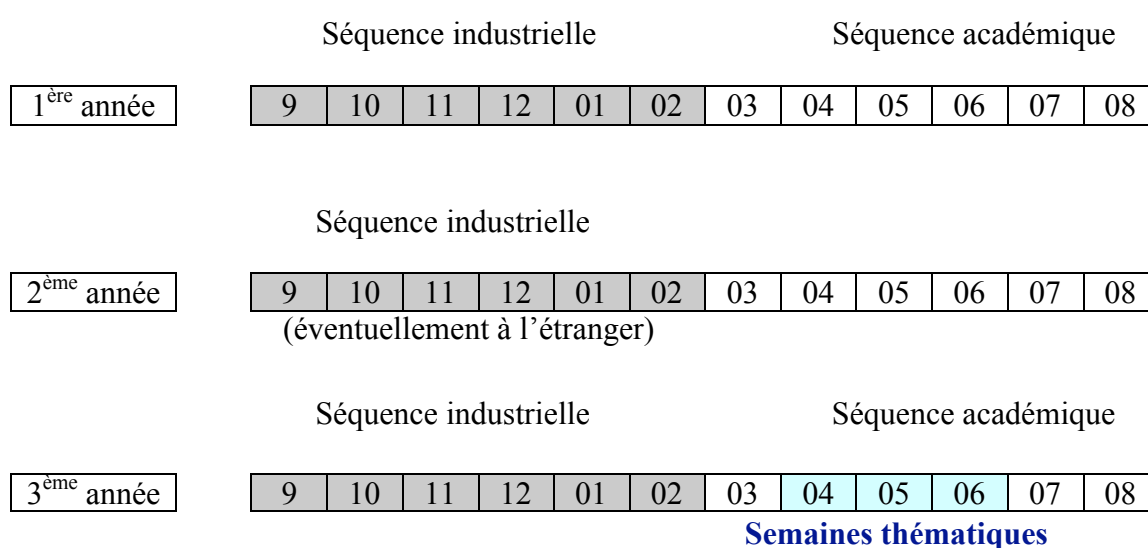 Séquence industrielle Séquence académique
1ère année 9 10 11 12 01 02 03 04 05 06 07 08
Séquence industrielle
2ème année 9 10 11 12 01 02 03 04 05 06 07 08
(éventuellement à l’étranger)
Séquence industrielle Séquence académique
3ème année 9 10 11 12 01 02 03 04 05 06 07 08
Semaines thématiques